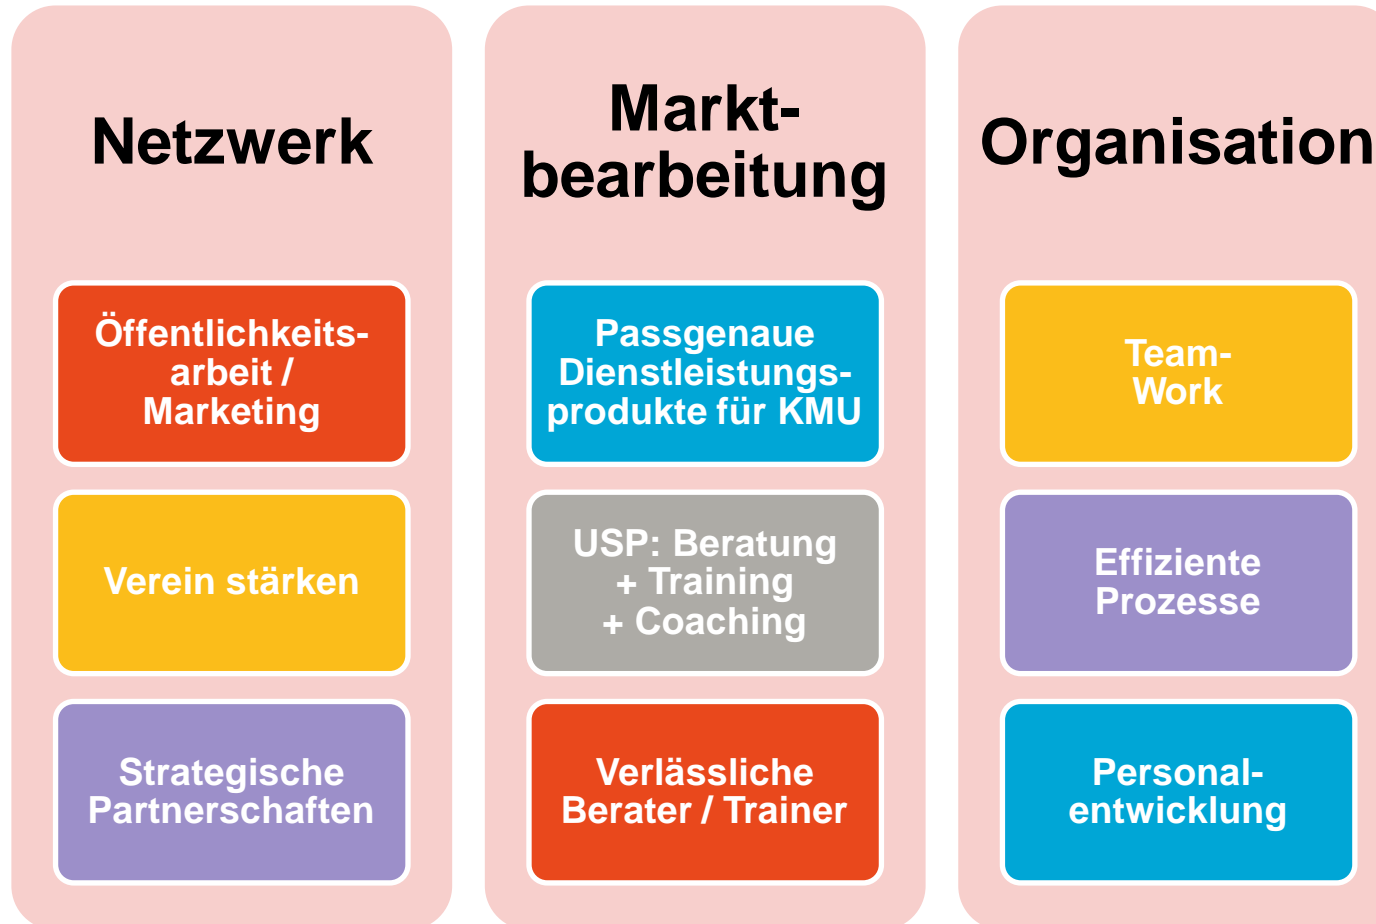 Netzwerk
Öffentlichkeits-
arbeit /
Marketing
Verein stärken
Strategische
Partnerschaften
Markt-
bearbeitung
Passgenaue
Dienstleistungs-
produkte für KMU
USP: Beratung
+ Training
+ Coaching
Verlässliche
Berater / Trainer
Organisation
Team-
Work
Effiziente
Prozesse
Personal-
entwicklung